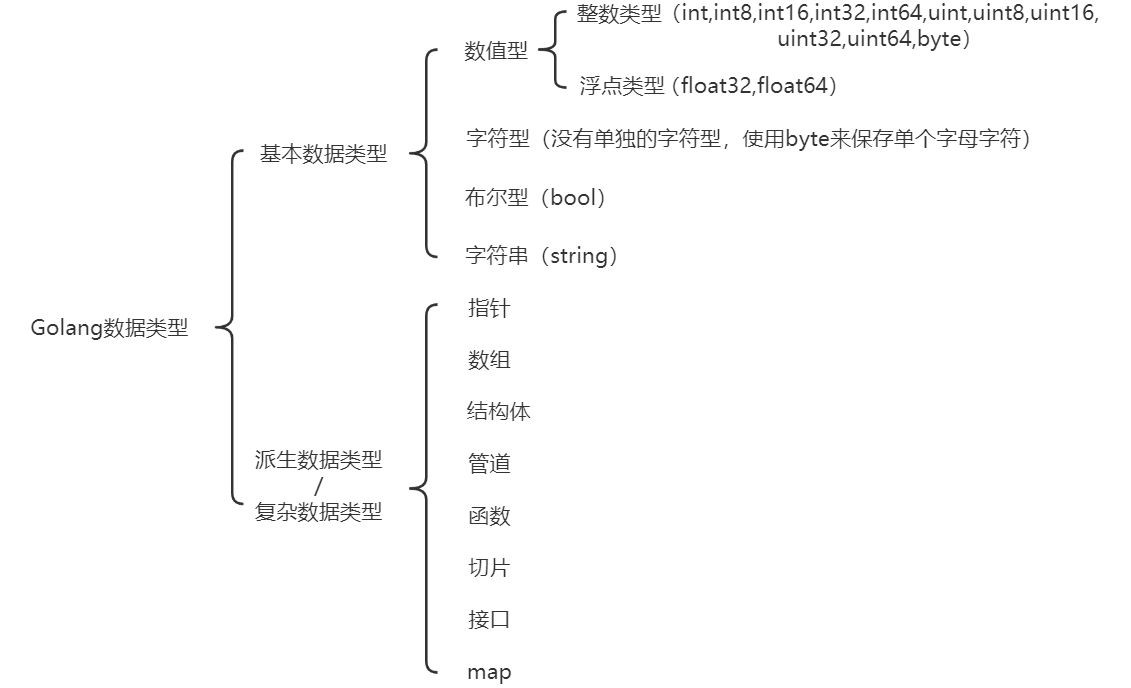 整数类型（int,int8,int16,int32,int64,uint,uint8,uint16,
uint32,uint64,byte）
数值型
浮点类型（float32,float64）
字符型（没有单独的字符型，使用byte来保存单个字母字符）
基本数据类型
布尔型（bool）
字符串（string）
Golang数据类型
指针
数组
结构体
派生数据类型
/
复杂数据类型
管道
函数
切片
接口
map